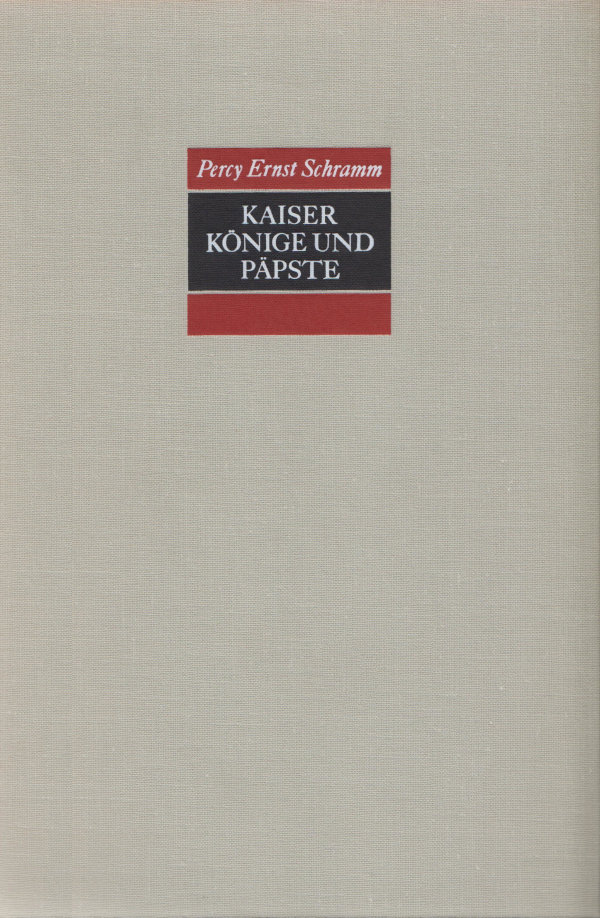 Percy Ernst Schramm
KAISER
KÖNIGE UND
PÄPSTE